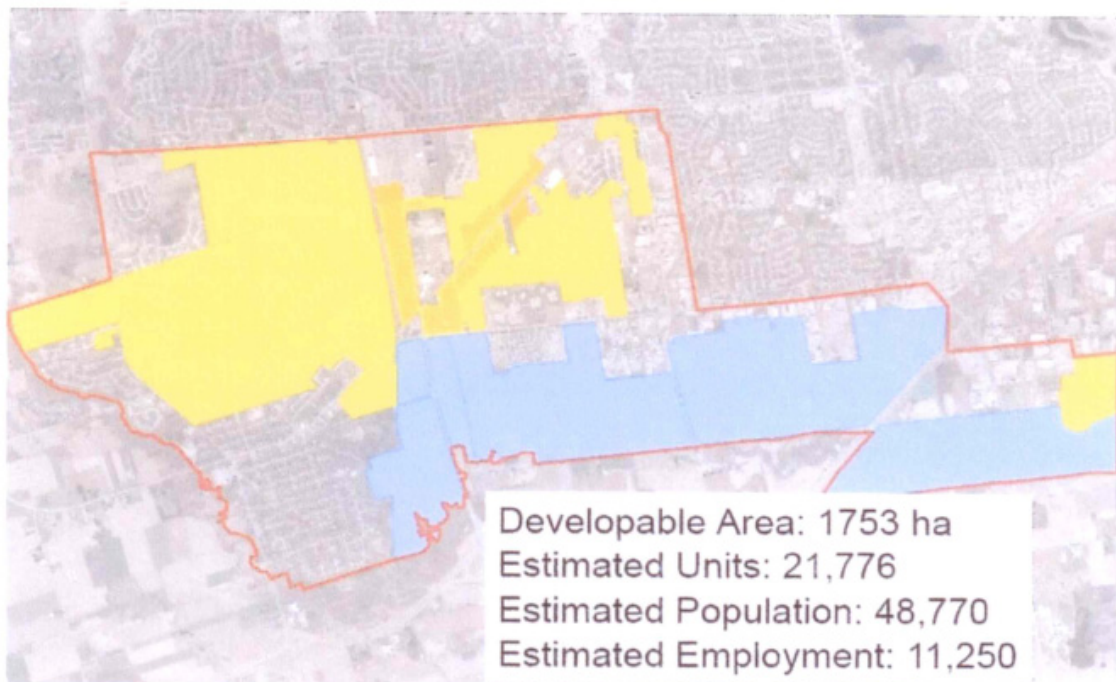 Developable Area: 1753 ha
Estimated Units: 21,776
Estimated Population: 48,770
Estimated Employment: 11,250